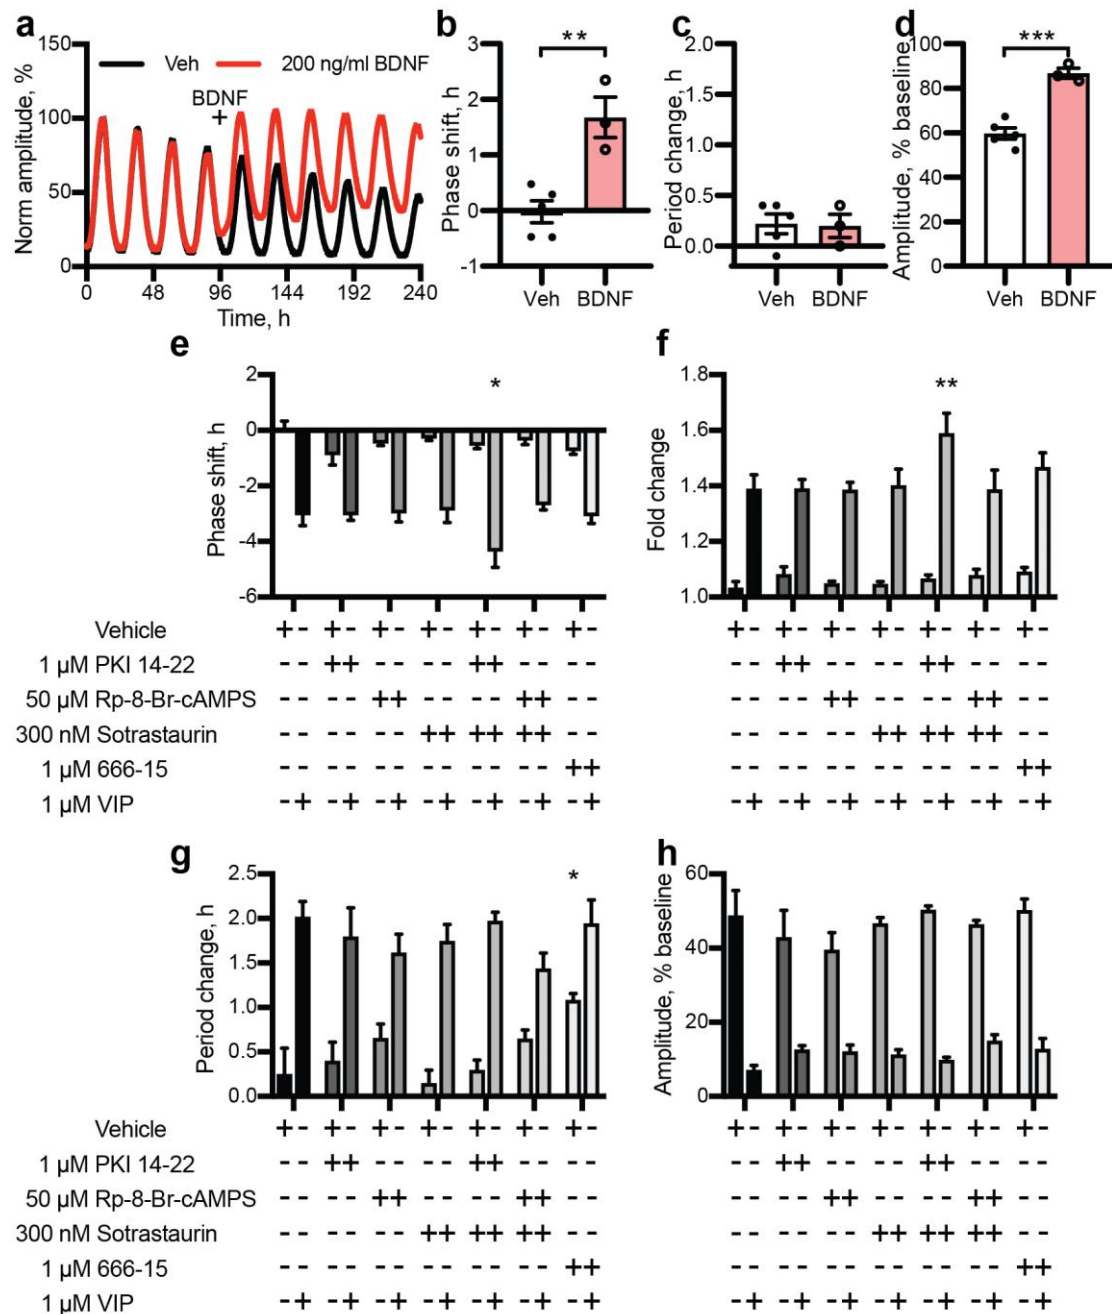 a
150
100
50
0
Norm amplitude, %
Veh
200 ng/ml BDNF
BDNF
+
0 48 96 144 192 240
Time, h
b
3
2
1
0
-1
Phase shift, h
**
Veh BDNF
c
2.0
1.5
1.0
0.5
0.0
Period change, h
Veh BDNF
d
100
80
60
40
20
0
Amplitude, % baseline
***
Veh BDNF
e
2
0
-2
-4
-6
Phase shift, h
*
Vehicle + - + - + - + - + - + - + -
1 µM PKI 14-22 - - + + - - - - + + - - - -
50 µM Rp-8-Br-cAMPS - - - - + + - - - - + + - -
300 nM Sotrastaurin - - - - - - + + + + + + - -
1 µM 666-15 - - - - - - - - - - - - + +
1 µM VIP - + - + - + - + - + - + - +
f
1.8
1.6
1.4
1.2
1.0
Fold change
**
+ - + - + - + - + - + - + -
- - + + - - - - + + - - - -
- - - - + + - - - - + + - -
- - - - - - + + + + + + - -
- - - - - - - - - - - - + +
- + - + - + - + - + - + - +
g
2.5
2.0
1.5
1.0
0.5
0.0
Period change, h
*
Vehicle + - + - + - + - + - + - + -
1 µM PKI 14-22 - - + + - - - - + + - - - -
50 µM Rp-8-Br-cAMPS - - - - + + - - - - + + - -
300 nM Sotrastaurin - - - - - - + + + + + + - -
1 µM 666-15 - - - - - - - - - - - - + +
1 µM VIP - + - + - + - + - + - + - +
h
60
40
20
0
Amplitude, % baseline
+ - + - + - + - + - + - + -
- - + + - - - - + + - - - -
- - - - + + - - - - + + - -
- - - - - - + + + + + + - -
- - - - - - - - - - - - + +
- + - + - + - + - + - + - +